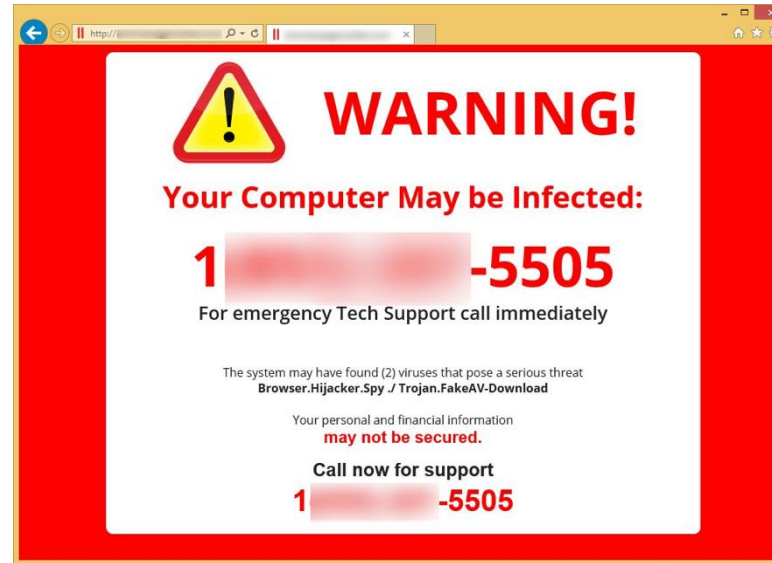 http://
WARNING!
Your Computer May be Infected:
1 -5505
For emergency Tech Support call immediately
The system may have found (2) viruses that pose a serious threat
Browser.Hijacker.Spy ./ Trojan.FakeAV-Download
Your personal and financial information
may not be secured.
Call now for support
1 -5505